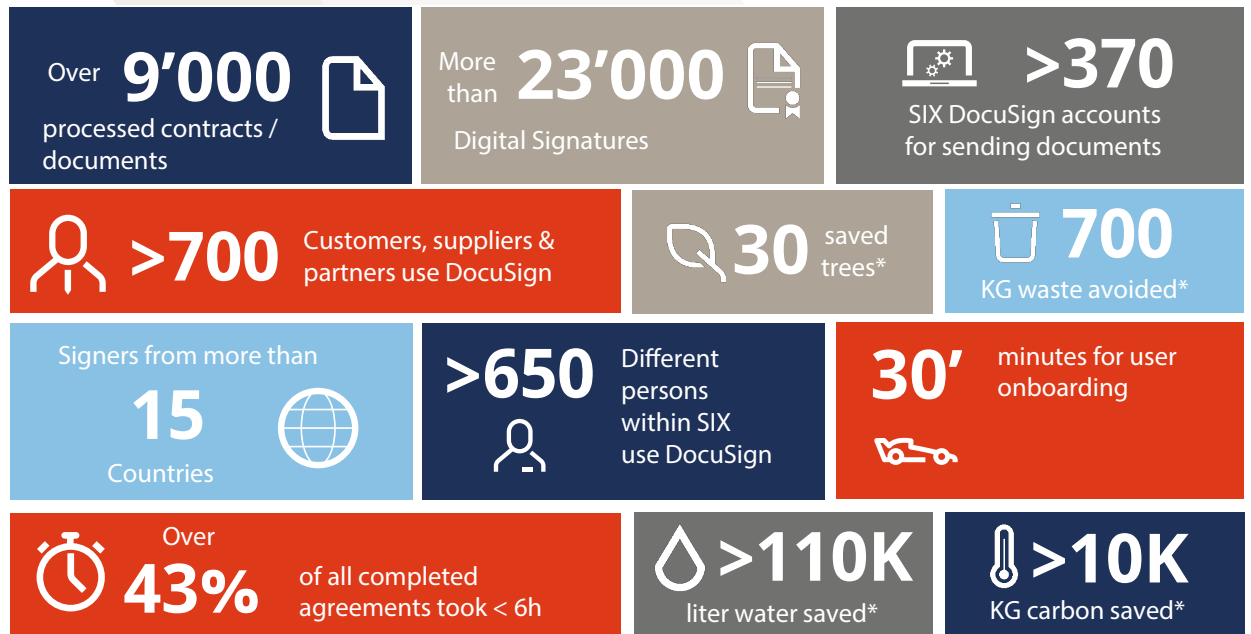 Over 9’000
processed contracts /
documents
More
than 23’000
Digital Signatures
>370
SIX DocuSign accounts
for sending documents
>700
Customers, suppliers &
partners use DocuSign
30
saved
trees*
700
KG waste avoided*
Signers from more than
15
Countries
>650
Different
persons
within SIX
use DocuSign
30’
minutes for user
onboarding
Over
43%
of all completed
agreements took < 6h
>110K
liter water saved*
>10K
KG carbon saved*